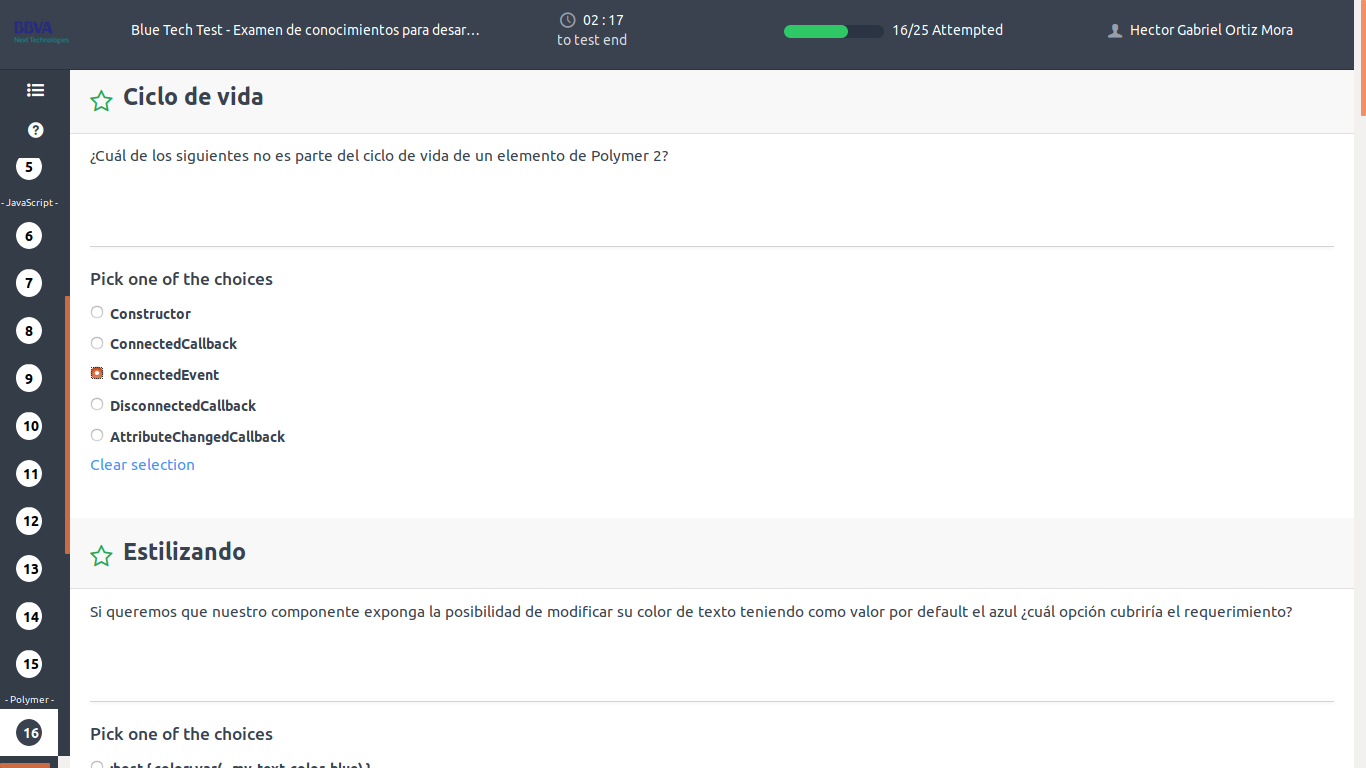 BBVA
Next Technologies
Blue Tech Test - Examen de conocimientos para desar...
02 : 17
to test end
16/25 Attempted
Hector Gabriel Ortiz Mora
?
5
- JavaScript -
6
7
8
9
10
11
12
13
14
15
- Polymer -
16
Ciclo de vida
¿Cuál de los siguientes no es parte del ciclo de vida de un elemento de Polymer 2?
Pick one of the choices
Constructor
ConnectedCallback
ConnectedEvent
DisconnectedCallback
AttributeChangedCallback
Clear selection
Estilizando
Si queremos que nuestro componente exponga la posibilidad de modificar su color de texto teniendo como valor por default el azul ¿cuál opción cubriría el requerimiento?
Pick one of the choices